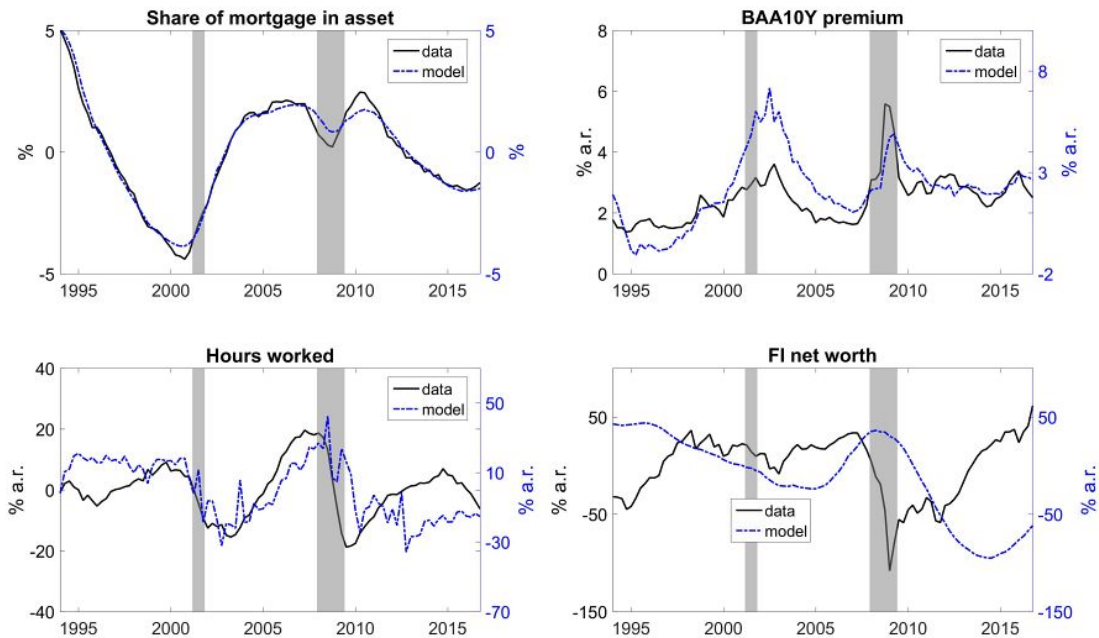 Share of mortgage in asset
5
0
-5
%
5
0
-5
%
data
model
1995
2000
2005
2010
2015
BAA10Y premium
8
6
4
2
0
% a.r.
8
3
-2
% a.r.
data
model
1995
2000
2005
2010
2015
Hours worked
40
20
0
-20
-40
% a.r.
50
10
-30
-70
% a.r.
data
model
1995
2000
2005
2010
2015
FI net worth
50
-50
-150
% a.r.
50
-50
-150
% a.r.
data
model
1995
2000
2005
2010
2015